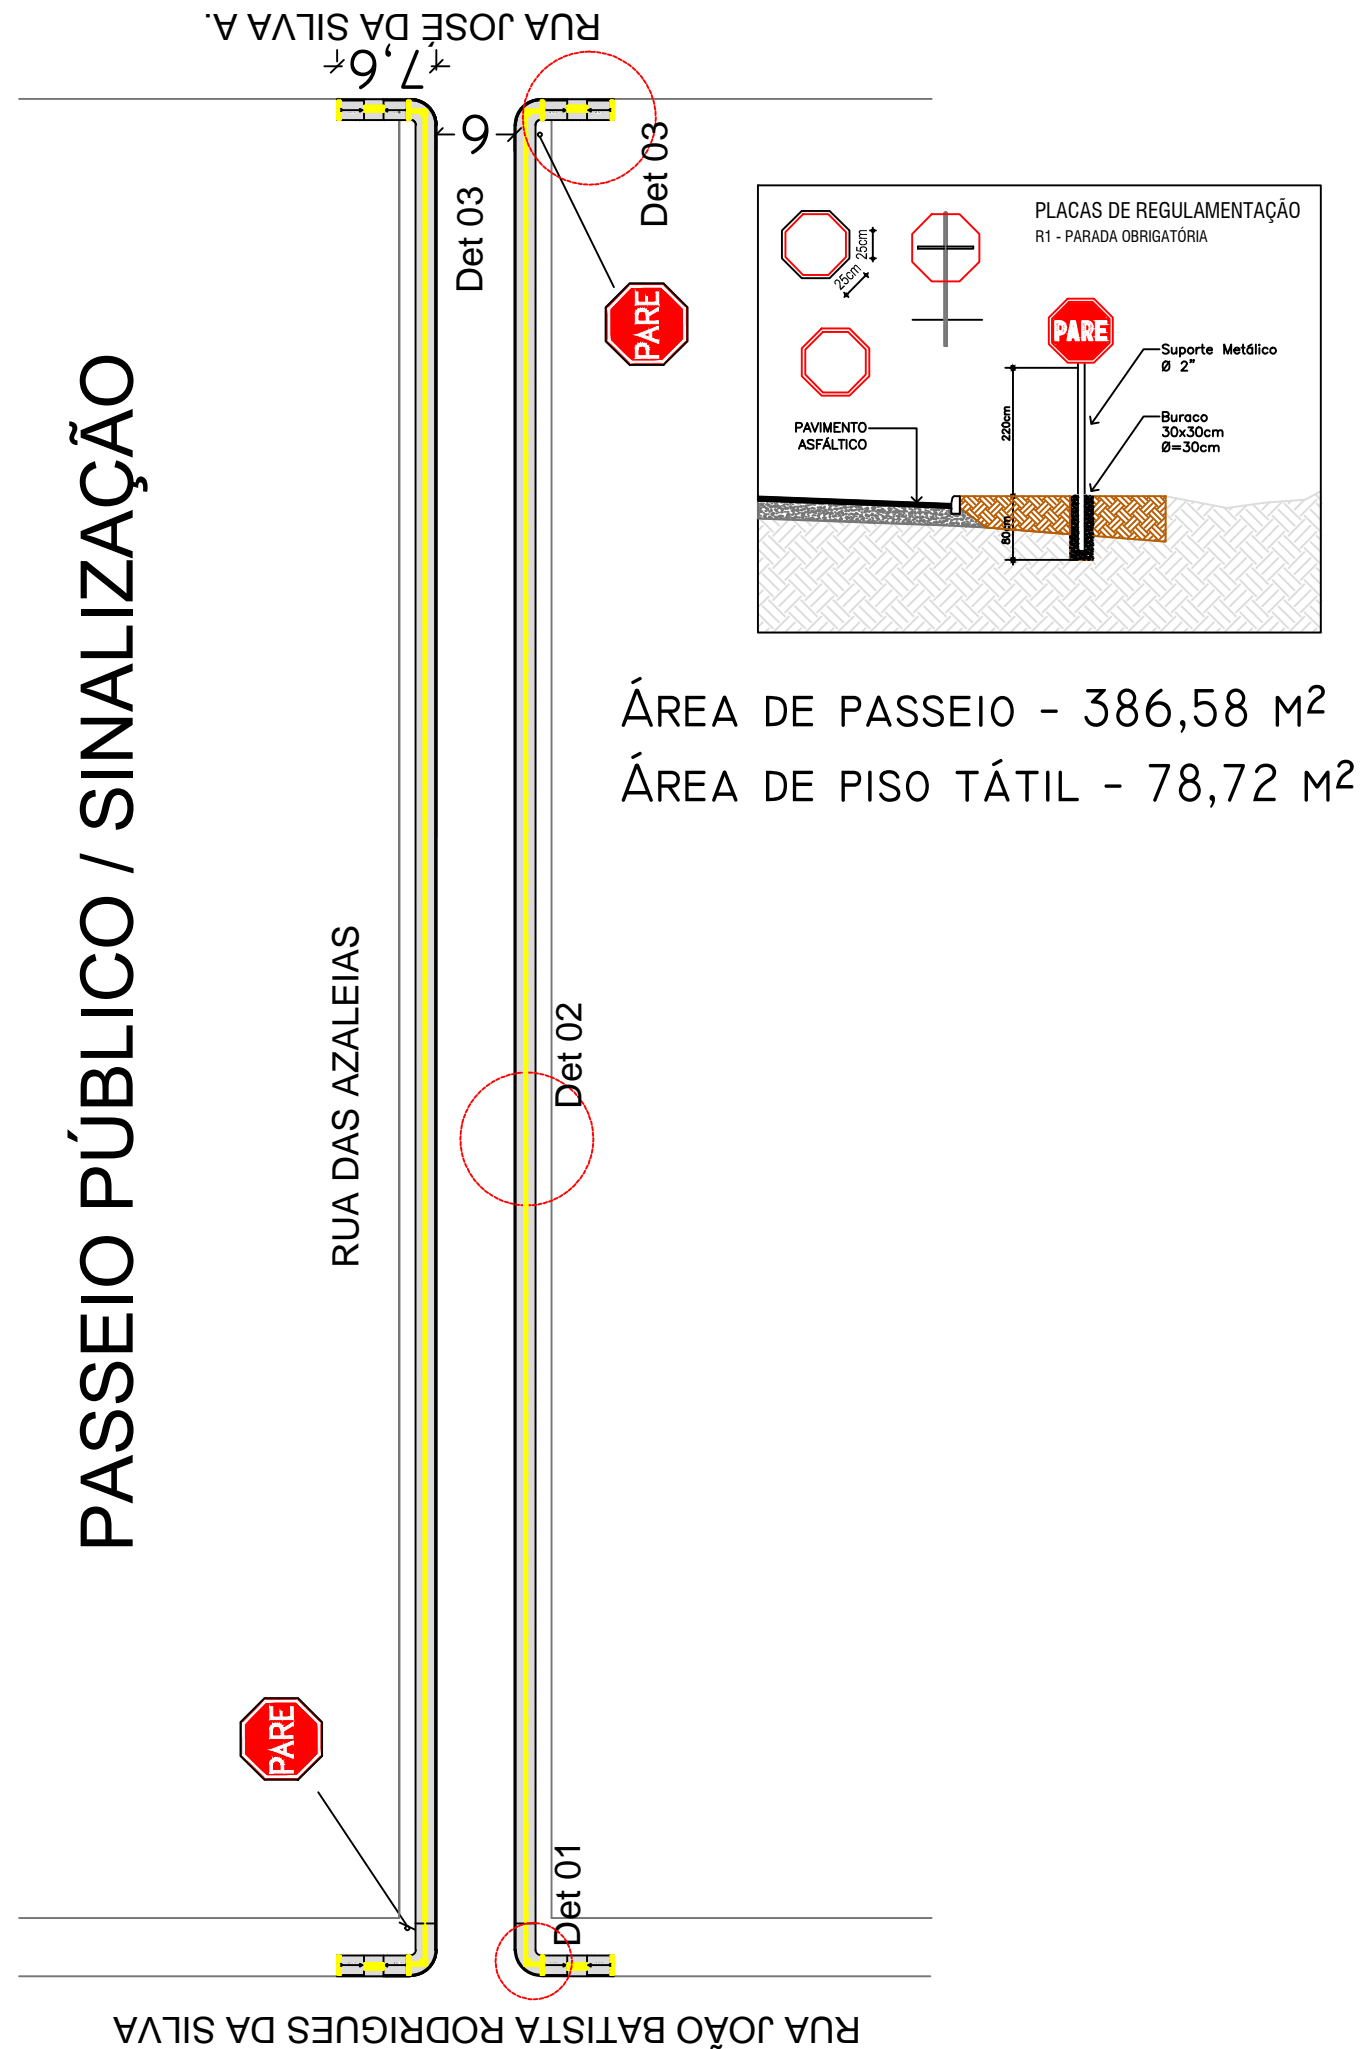 RUA JOSÉ DA SILVA A.
7,6
6
Det 03
Det 03
PARE
PLACAS DE REGULAMENTAÇÃO
R1 - PARADA OBRIGATÓRIA
25cm
25cm
PARE
Suporte Metálico
Ø 2"
220cm
Buraco
30x30cm
Ø=30cm
PAVIMENTO
ASFÁLTICO
80cm
PASSEIO PÚBLICO / SINALIZAÇÃO
ÁREA DE PASSEIO - 386,58 M²
ÁREA DE PISO TÁTIL - 78,72 M²
RUA DAS AZALEIAS
Det 02
PARE
Det 01
RUA JOÃO BATISTA RODRIGUES DA SILVA